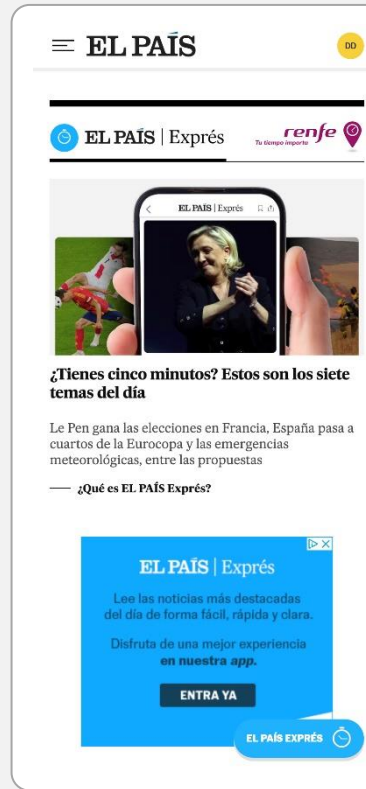 EL PAÍS
DD
EL PAÍS | Exprés
renfe
Tu tiempo importa
EL PAÍS | Exprés
¿Tienes cinco minutos? Estos son los siete
temas del día
Le Pen gana las elecciones en Francia, España pasa a
cuartos de la Eurocopa y las emergencias
meteorológicas, entre las propuestas
¿Qué es EL PAÍS Exprés?
EL PAÍS | Exprés
Lee las noticias más destacadas
del día de forma fácil, rápida y clara.
Disfruta de una mejor experiencia
en nuestra app.
ENTRA YA
EL PAÍS EXPRÉS